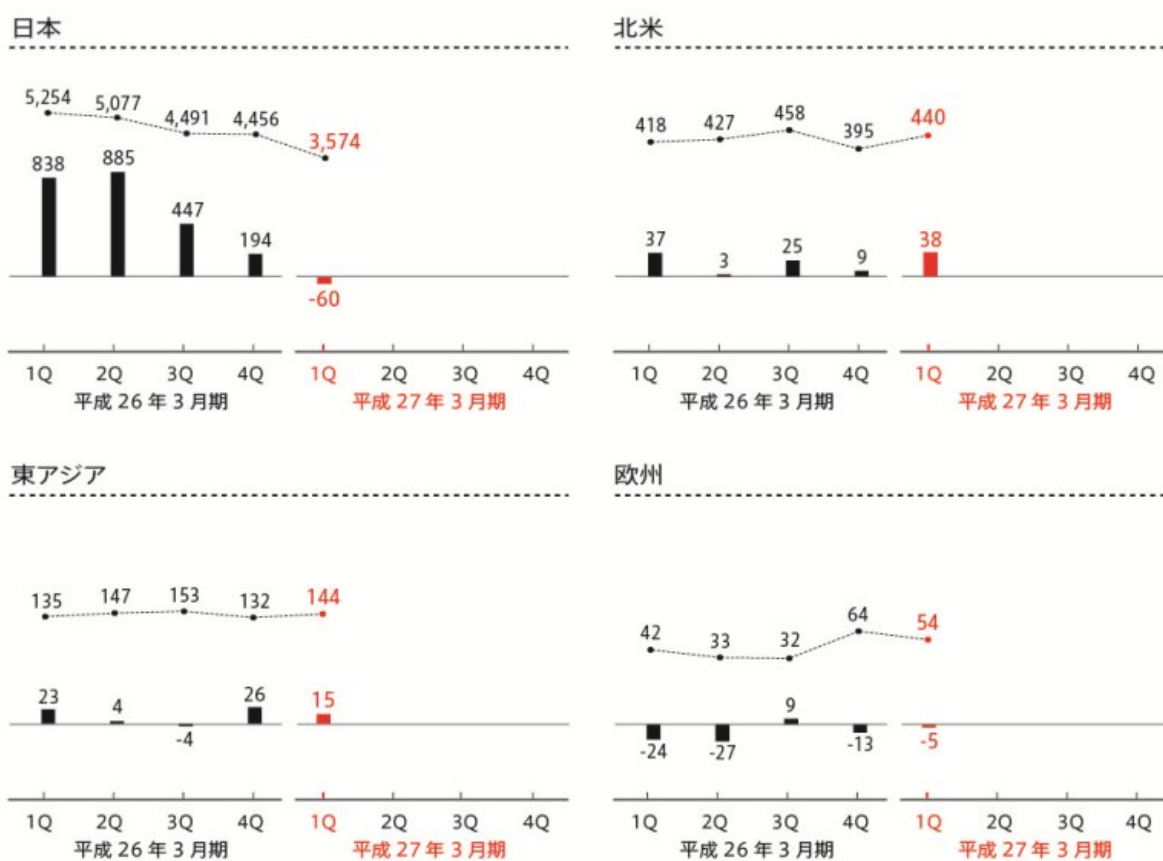 日本
5,254 5,077 4,491 4,456 3,574
838 885 447 194 -60
1Q 2Q 3Q 4Q 1Q 2Q 3Q 4Q
平成 26 年 3 月期 平成 27 年 3 月期
北米
418 427 458 395 440
37 3 25 9 38
1Q 2Q 3Q 4Q 1Q 2Q 3Q 4Q
平成 26 年 3 月期 平成 27 年 3 月期
東アジア
135 147 153 132 144
23 4 -4 26 15
1Q 2Q 3Q 4Q 1Q 2Q 3Q 4Q
平成 26 年 3 月期 平成 27 年 3 月期
欧州
42 33 32 64 54
-24 -27 9 -13 -5
1Q 2Q 3Q 4Q 1Q 2Q 3Q 4Q
平成 26 年 3 月期 平成 27 年 3 月期